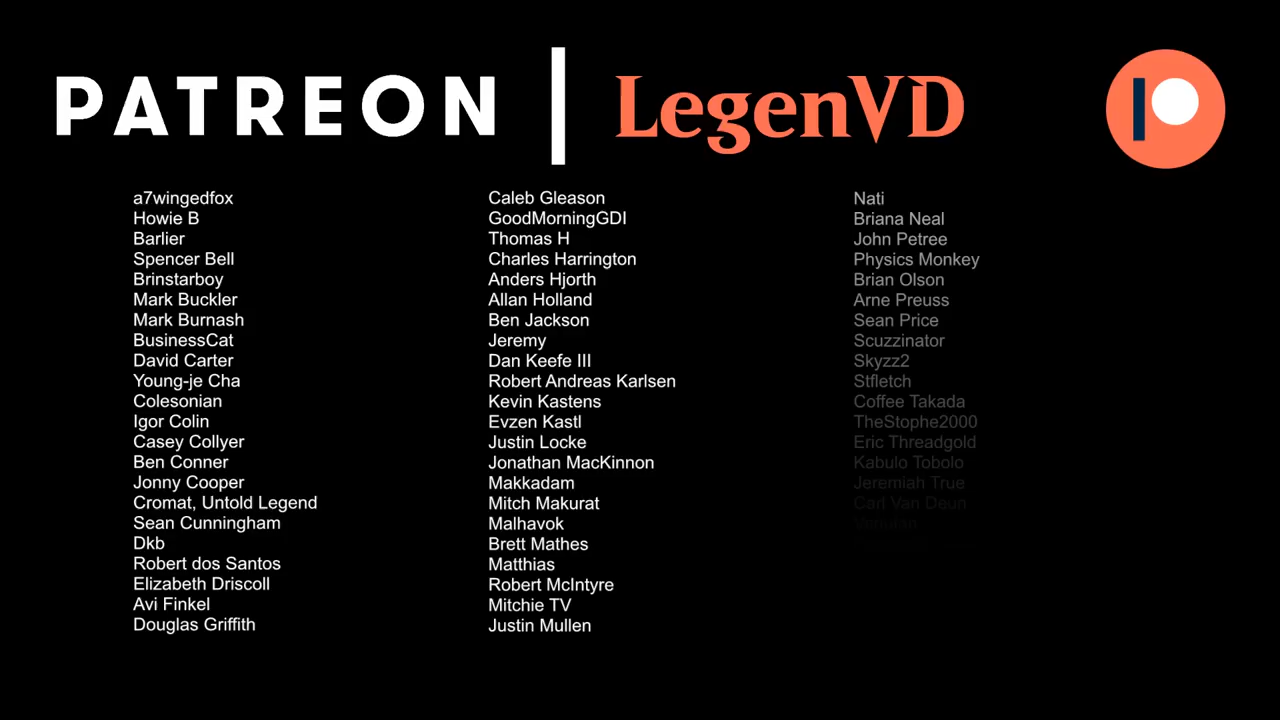 PATREON | LegenVD
a7wingedfox
Howie B
Barlier
Spencer Bell
Brinstarboy
Mark Buckler
Mark Burnash
BusinessCat
David Carter
Young-je Cha
Colesonian
Igor Colin
Casey Collyer
Ben Conner
Jonny Cooper
Cromat, Untold Legend
Sean Cunningham
Dkb
Robert dos Santos
Elizabeth Driscoll
Avi Finkel
Douglas Griffith
Caleb Gleason
GoodMorningGDI
Thomas H
Charles Harrington
Anders Hjorth
Allan Holland
Ben Jackson
Jeremy
Dan Keefe III
Robert Andreas Karlsen
Kevin Kastens
Evzen Kastl
Justin Locke
Jonathan MacKinnon
Makkadam
Mitch Makurat
Malhavok
Brett Mathes
Matthias
Robert McIntyre
Mitchie TV
Justin Mullen
Nati
Briana Neal
John Petree
Physics Monkey
Brian Olson
Arne Preuss
Sean Price
Scuzzinator
Skyzz2
Stfletch
Coffee Takada
TheStophe2000
Eric Threadgold
Kabulo Tobolo
Jeremiah True
Carl Van Deun